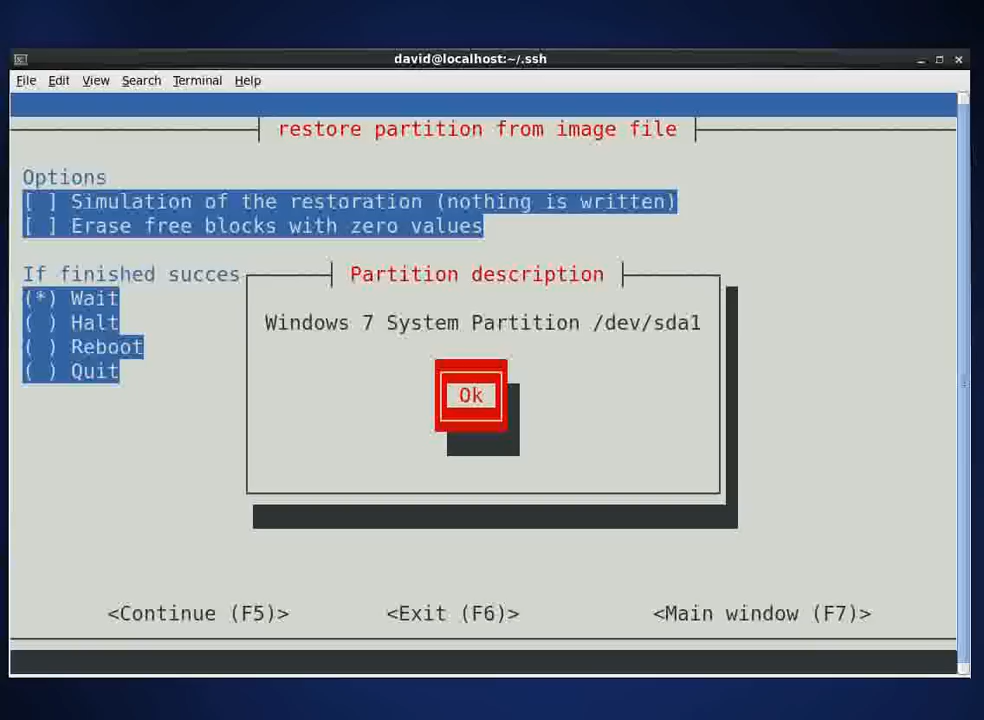 david@localhost:~/.ssh
File Edit View Search Terminal Help
restore partition from image file
Options
[ ] Simulation of the restoration (nothing is written)
[ ] Erase free blocks with zero values
If finished succes
Partition description
(*) Wait
Windows 7 System Partition /dev/sda1
( ) Halt
( ) Reboot
( ) Quit
Ok
<Continue (F5)> <Exit (F6)> <Main window (F7)>